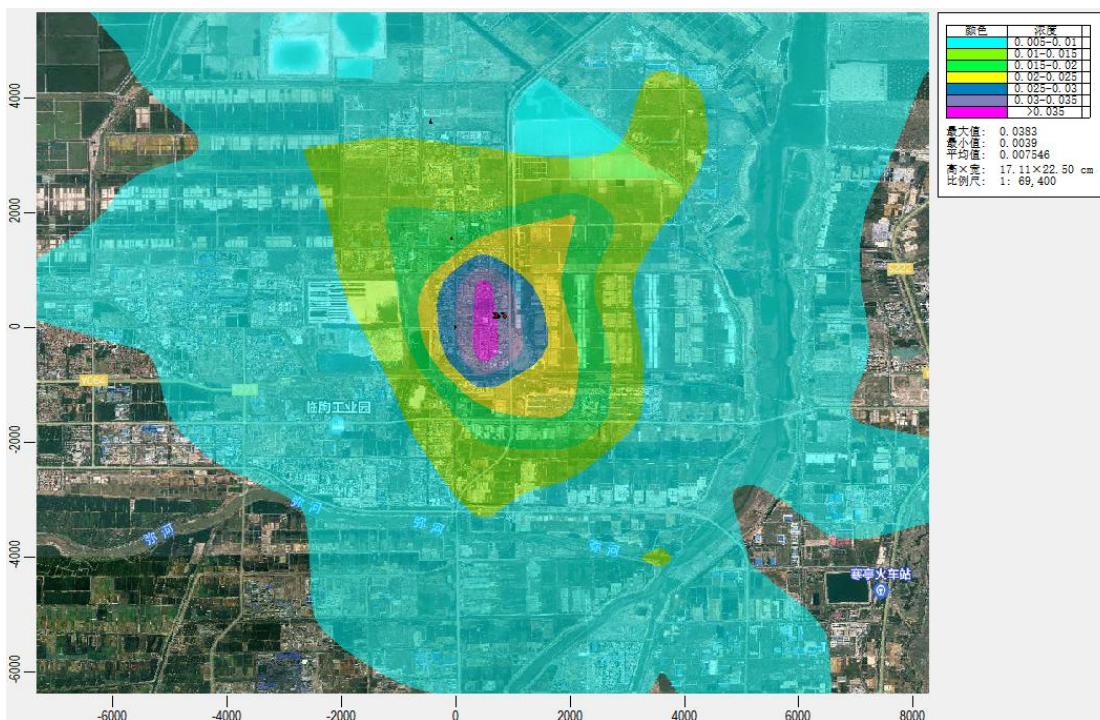 颜色 浓度
0.005-0.01
0.01-0.015
0.015-0.02
0.02-0.025
0.025-0.03
0.03-0.035
>0.035
最大值: 0.0383
最小值: 0.0039
平均值: 0.007546
高×宽: 17.11×22.50 cm
比例尺: 1: 69,400
4000
2000
0
-2000
-4000
-6000
临朐工业园
弥河
弥河
弥河
弥河
寒亭火车站
-6000 -4000 -2000 0 2000 4000 6000 8000